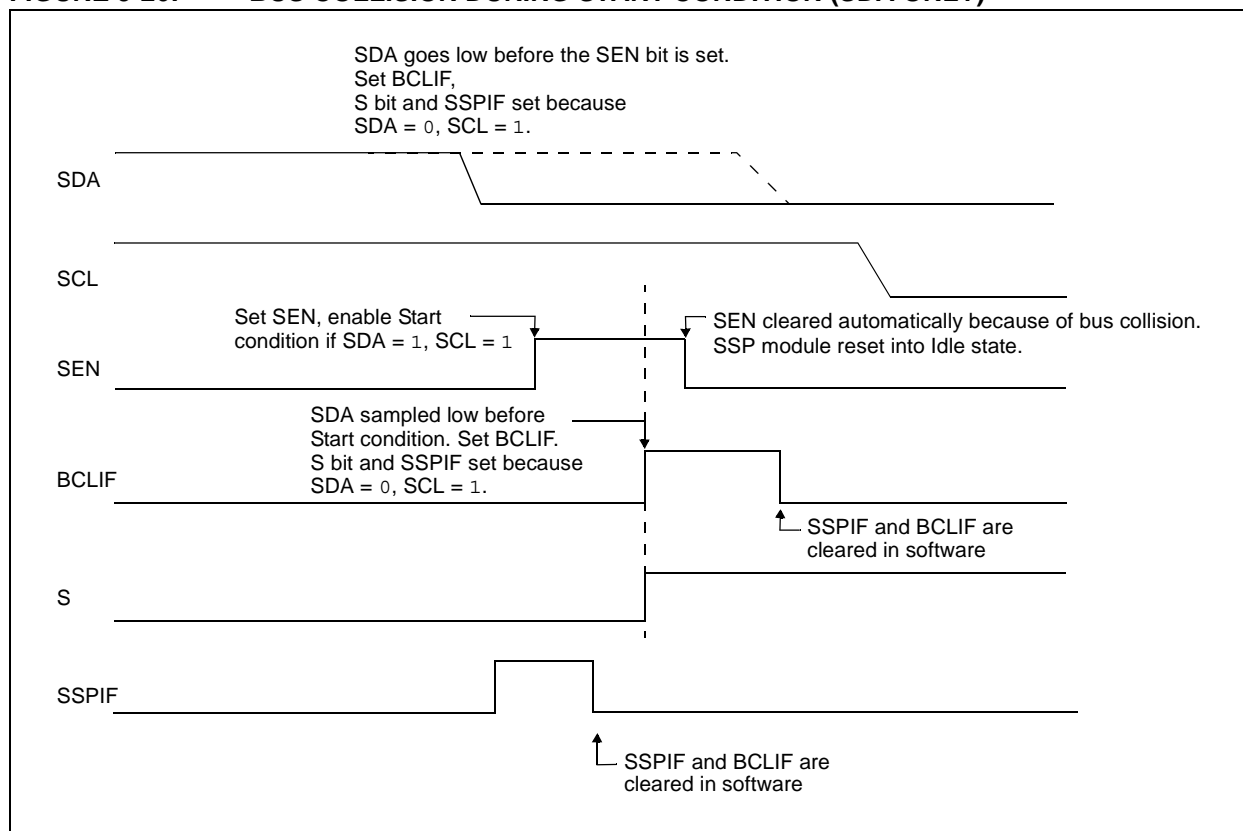 SDA goes low before the SEN bit is set.
Set BCLIF,
S bit and SSPIF set because
SDA = 0, SCL = 1.
SDA
SCL
Set SEN, enable Start
condition if SDA = 1, SCL = 1
SEN cleared automatically because of bus collision.
SSP module reset into Idle state.
SEN
SDA sampled low before
Start condition. Set BCLIF.
S bit and SSPIF set because
SDA = 0, SCL = 1.
BCLIF
SSPIF and BCLIF are
cleared in software
S
SSPIF
SSPIF and BCLIF are
cleared in software